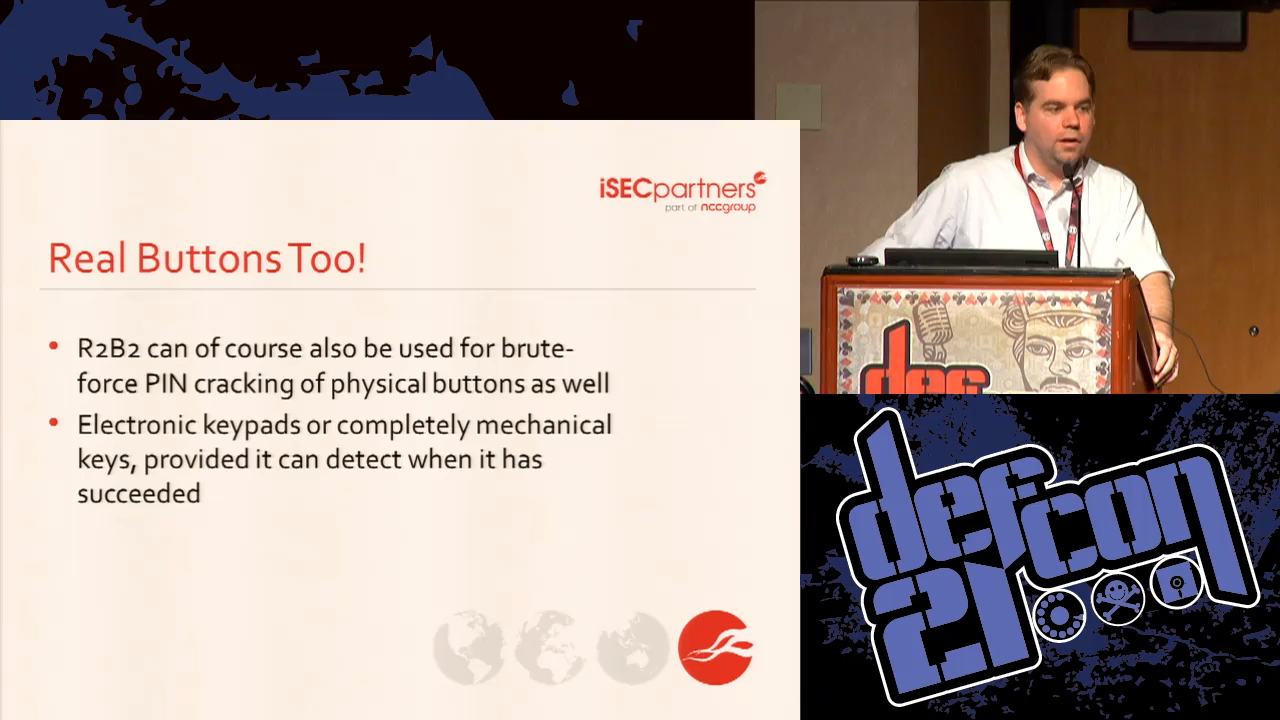 iSECpartners
part of nccgroup
Real Buttons Too!
R2B2 can of course also be used for brute-
force PIN cracking of physical buttons as well
Electronic keypads or completely mechanical
keys, provided it can detect when it has
succeeded
def
defcon
21